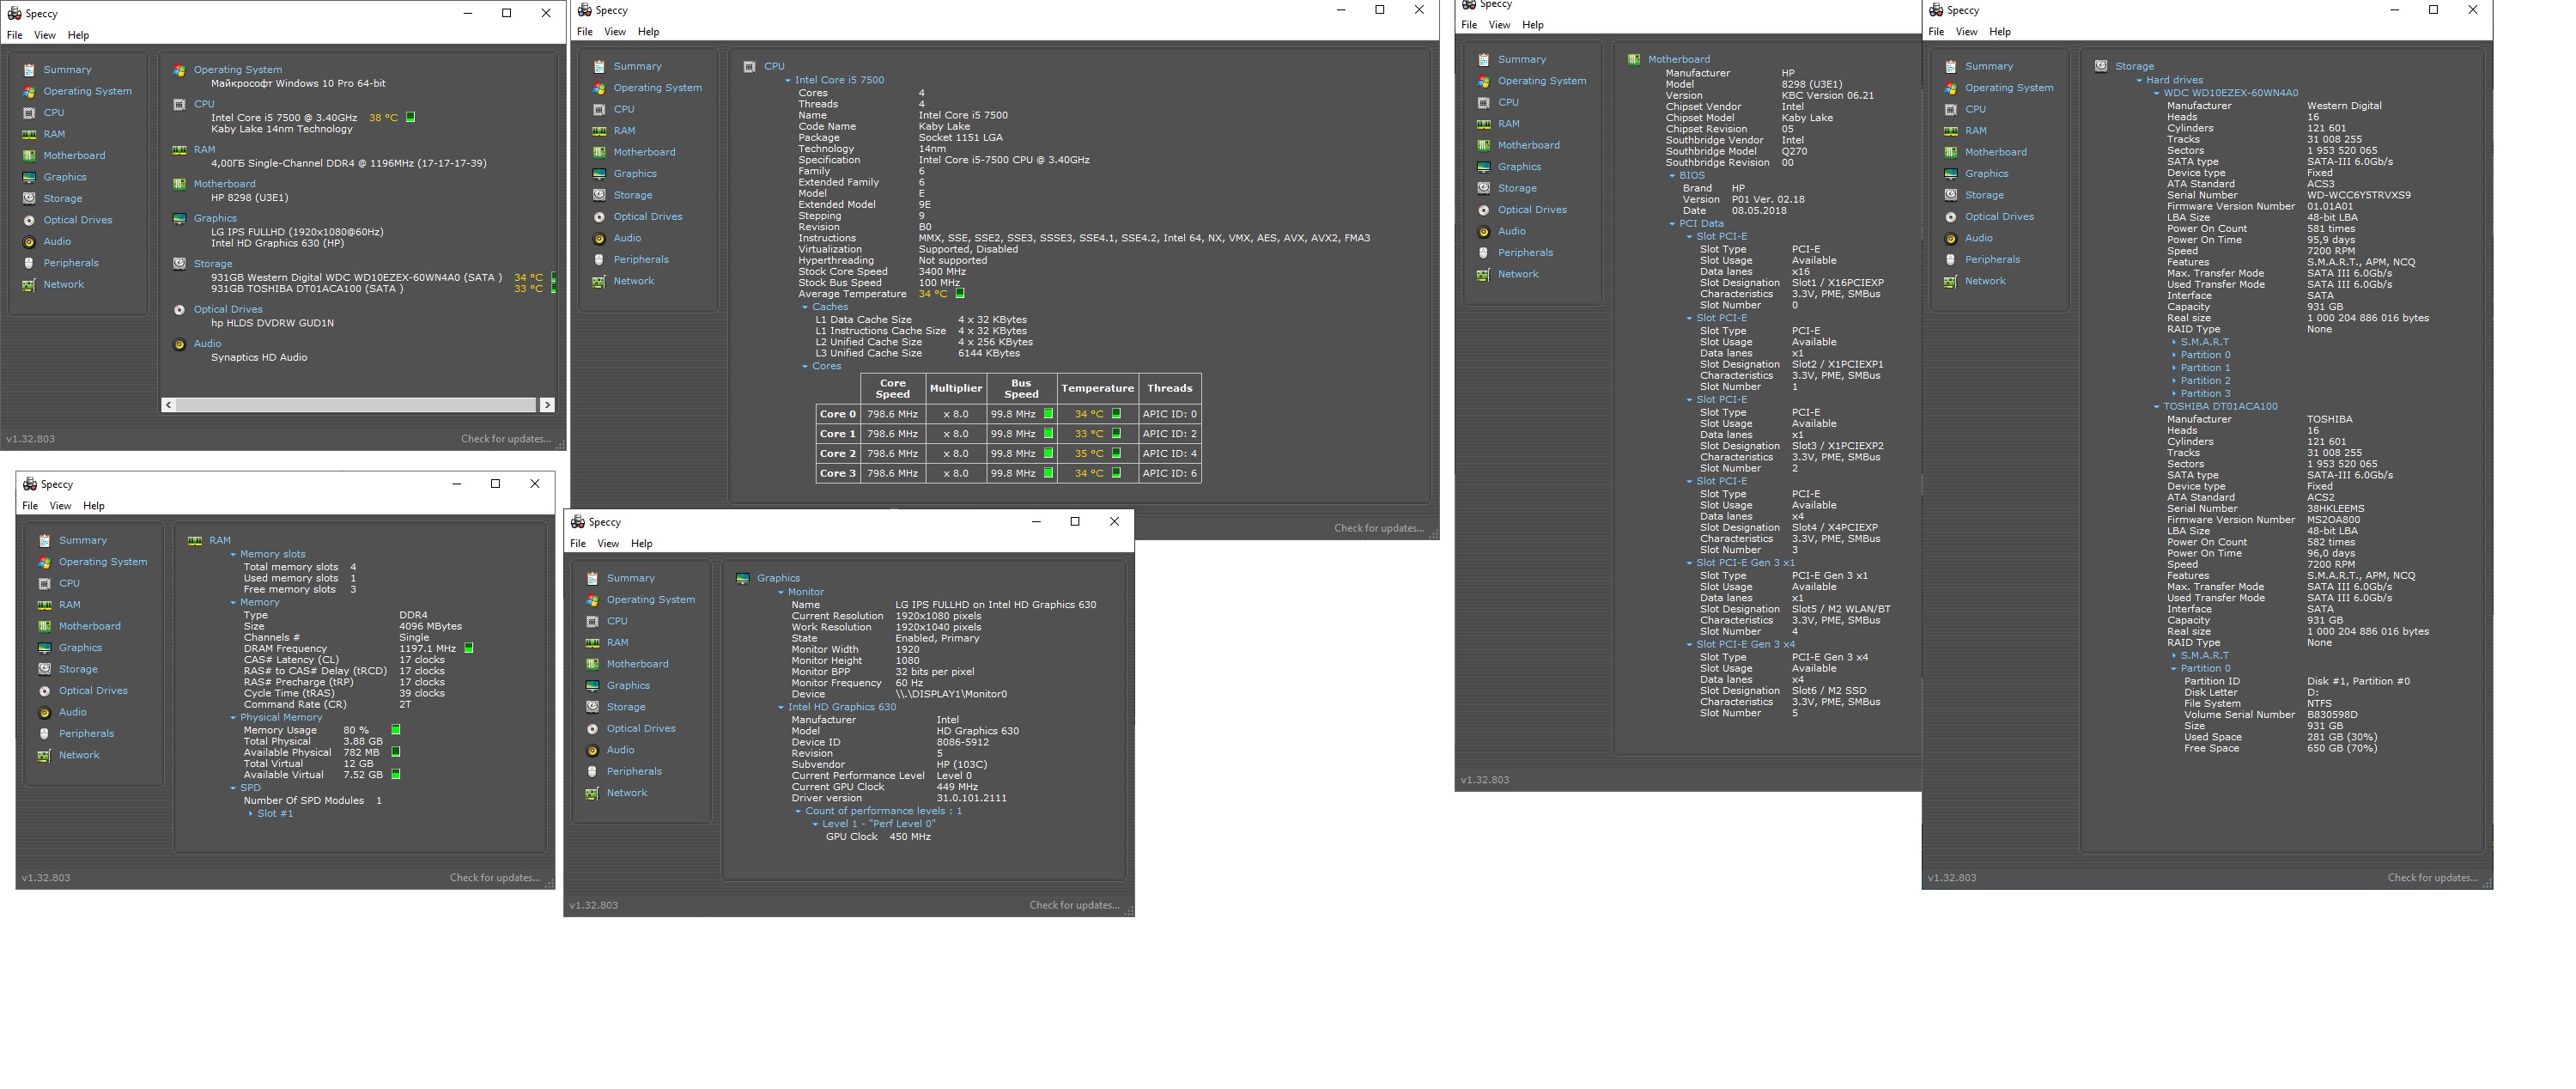 Speccy
File View Help
Summary
Operating System
CPU
RAM
Motherboard
Graphics
Storage
Optical Drives
Audio
Peripherals
Network
Operating System
Майкрософт Windows 10 Pro 64-bit
CPU
Intel Core i5 7500 @ 3.40GHz 38 °C
Kaby Lake 14nm Technology
RAM
4,00ГБ Single-Channel DDR4 @ 1196MHz (17-17-17-39)
Motherboard
HP 8298 (U3E1)
Graphics
LG IPS FULLHD (1920x1080@60Hz)
Intel HD Graphics 630 (HP)
Storage
931GB Western Digital WDC WD10EZEX-60WN4A0 (SATA ) 34 °C
931GB TOSHIBA DT01ACA100 (SATA ) 33 °C
Optical Drives
hp HLDS DVDRW GUD1N
Audio
Synaptics HD Audio
v1.32.803 Check for updates...
Speccy
File View Help
Summary
Operating System
CPU
RAM
Motherboard
Graphics
Storage
Optical Drives
Audio
Peripherals
Network
CPU
Intel Core i5 7500
Cores 4
Threads 4
Name Intel Core i5 7500
Code Name Kaby Lake
Package Socket 1151 LGA
Technology 14nm
Specification Intel Core i5-7500 CPU @ 3.40GHz
Family 6
Extended Family 6
Model E
Extended Model 9E
Stepping 9
Revision B0
Instructions MMX, SSE, SSE2, SSE3, SSSE3, SSE4.1, SSE4.2, Intel 64, NX, VMX, AES, AVX, AVX2, FMA3
Virtualization Supported, Disabled
Hyperthreading Not supported
Stock Core Speed 3400 MHz
Stock Bus Speed 100 MHz
Average Temperature 34 °C
Caches
L1 Data Cache Size 4 x 32 KBytes
L1 Instructions Cache Size 4 x 32 KBytes
L2 Unified Cache Size 4 x 256 KBytes
L3 Unified Cache Size 6144 KBytes
Cores
Core Speed Multiplier Bus Speed Temperature Threads
Core 0 798.6 MHz x 8.0 99.8 MHz 34 °C APIC ID: 0
Core 1 798.6 MHz x 8.0 99.8 MHz 33 °C APIC ID: 2
Core 2 798.6 MHz x 8.0 99.8 MHz 35 °C APIC ID: 4
Core 3 798.6 MHz x 8.0 99.8 MHz 34 °C APIC ID: 6
Check for updates...
Speccy
File View Help
Summary
Operating System
CPU
RAM
Motherboard
Graphics
Storage
Optical Drives
Audio
Peripherals
Network
RAM
Memory slots
Total memory slots 4
Used memory slots 1
Free memory slots 3
Memory
Type DDR4
Size 4096 MBytes
Channels # Single
DRAM Frequency 1197.1 MHz
CAS# Latency (CL) 17 clocks
RAS# to CAS# Delay (tRCD) 17 clocks
RAS# Precharge (tRP) 17 clocks
Cycle Time (tRAS) 39 clocks
Command Rate (CR) 2T
Physical Memory
Memory Usage 80 %
Total Physical 3.88 GB
Available Physical 782 MB
Total Virtual 12 GB
Available Virtual 7.52 GB
SPD
Number Of SPD Modules 1
Slot #1
v1.32.803 Check for updates...
Speccy
File View Help
Summary
Operating System
CPU
RAM
Motherboard
Graphics
Storage
Optical Drives
Audio
Peripherals
Network
Graphics
Monitor
Name LG IPS FULLHD on Intel HD Graphics 630
Current Resolution 1920x1080 pixels
Work Resolution 1920x1040 pixels
State Enabled, Primary
Monitor Width 1920
Monitor Height 1080
Monitor BPP 32 bits per pixel
Monitor Frequency 60 Hz
Device \\.\DISPLAY1\Monitor0
Intel HD Graphics 630
Manufacturer Intel
Model HD Graphics 630
Device ID 8086-5912
Revision 5
Subvendor HP (103C)
Current Performance Level Level 0
Current GPU Clock 449 MHz
Driver version 31.0.101.2111
Count of performance levels : 1
Level 1 - "Perf Level 0"
GPU Clock 450 MHz
v1.32.803 Check for updates...
Speccy
File View Help
Summary
Operating System
CPU
RAM
Motherboard
Graphics
Storage
Optical Drives
Audio
Peripherals
Network
Motherboard
Manufacturer HP
Model 8298 (U3E1)
Version KBC Version 06.21
Chipset Vendor Intel
Chipset Model Kaby Lake
Chipset Revision 05
Southbridge Vendor Intel
Southbridge Model Q270
Southbridge Revision 00
BIOS
Brand HP
Version P01 Ver. 02.18
Date 08.05.2018
PCI Data
Slot PCI-E
Slot Type PCI-E
Slot Usage Available
Data lanes x16
Slot Designation Slot1 / X16PCIEXP
Characteristics 3.3V, PME, SMBus
Slot Number 0
Slot PCI-E
Slot Type PCI-E
Slot Usage Available
Data lanes x1
Slot Designation Slot2 / X1PCIEXP1
Characteristics 3.3V, PME, SMBus
Slot Number 1
Slot PCI-E
Slot Type PCI-E
Slot Usage Available
Data lanes x1
Slot Designation Slot3 / X1PCIEXP2
Characteristics 3.3V, PME, SMBus
Slot Number 2
Slot PCI-E
Slot Type PCI-E
Slot Usage Available
Data lanes x4
Slot Designation Slot4 / X4PCIEXP
Characteristics 3.3V, PME, SMBus
Slot Number 3
Slot PCI-E Gen 3 x1
Slot Type PCI-E Gen 3 x1
Slot Usage Available
Data lanes x1
Slot Designation Slot5 / M2 WLAN/BT
Characteristics 3.3V, PME, SMBus
Slot Number 4
Slot PCI-E Gen 3 x4
Slot Type PCI-E Gen 3 x4
Slot Usage Available
Data lanes x4
Slot Designation Slot6 / M2 SSD
Characteristics 3.3V, PME, SMBus
Slot Number 5
v1.32.803
Speccy
File View Help
Summary
Operating System
CPU
RAM
Motherboard
Graphics
Storage
Optical Drives
Audio
Peripherals
Network
Storage
Hard drives
WDC WD10EZEX-60WN4A0
Manufacturer Western Digital
Heads 16
Cylinders 121 601
Tracks 31 008 255
Sectors 1 953 520 065
SATA type SATA-III 6.0Gb/s
Device type Fixed
ATA Standard ACS3
Serial Number WD-WCC6Y5TRVXS9
Firmware Version Number 01.01A01
LBA Size 48-bit LBA
Power On Count 581 times
Power On Time 95,9 days
Speed 7200 RPM
Features S.M.A.R.T., APM, NCQ
Max. Transfer Mode SATA III 6.0Gb/s
Used Transfer Mode SATA III 6.0Gb/s
Interface SATA
Capacity 931 GB
Real size 1 000 204 886 016 bytes
RAID Type None
S.M.A.R.T
Partition 0
Partition 1
Partition 2
Partition 3
TOSHIBA DT01ACA100
Manufacturer TOSHIBA
Heads 16
Cylinders 121 601
Tracks 31 008 255
Sectors 1 953 520 065
SATA type SATA-III 6.0Gb/s
Device type Fixed
ATA Standard ACS2
Serial Number 38HKLEEMS
Firmware Version Number MS2OA800
LBA Size 48-bit LBA
Power On Count 582 times
Power On Time 96,0 days
Speed 7200 RPM
Features S.M.A.R.T., APM, NCQ
Max. Transfer Mode SATA III 6.0Gb/s
Used Transfer Mode SATA III 6.0Gb/s
Interface SATA
Capacity 931 GB
Real size 1 000 204 886 016 bytes
RAID Type None
S.M.A.R.T
Partition 0
Partition ID Disk #1, Partition #0
Disk Letter D:
File System NTFS
Volume Serial Number B830598D
Size 931 GB
Used Space 281 GB (30%)
Free Space 650 GB (70%)
v1.32.803 Check for updates...